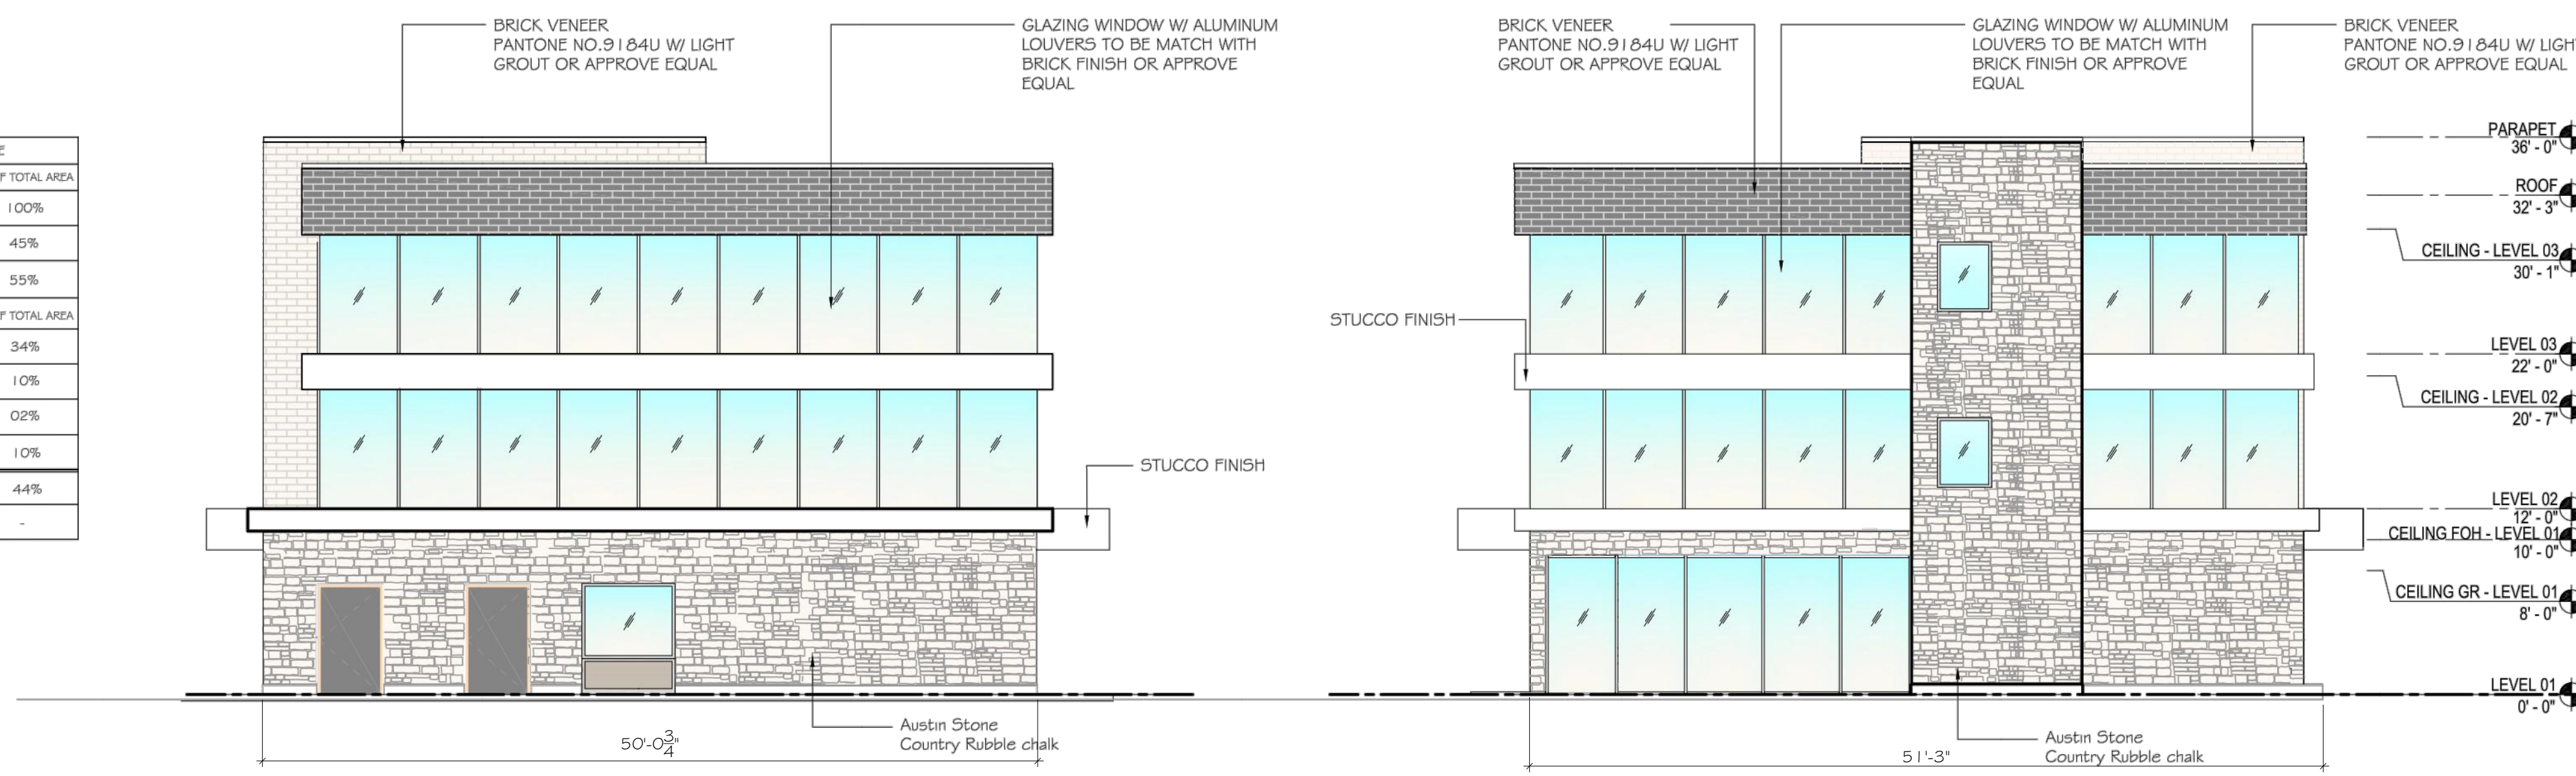 BRICK VENEER
PANTONE NO.9184U W/ LIGHT
GROUT OR APPROVE EQUAL
GLAZING WINDOW W/ ALUMINUM
LOUVERS TO BE MATCH WITH
BRICK FINISH OR APPROVE
EQUAL
BRICK VENEER
PANTONE NO.9184U W/ LIGHT
GROUT OR APPROVE EQUAL
GLAZING WINDOW W/ ALUMINUM
LOUVERS TO BE MATCH WITH
BRICK FINISH OR APPROVE
EQUAL
BRICK VENEER
PANTONE NO.9184U W/ LIGH
GROUT OR APPROVE EQUAL
E
F TOTAL AREA
100%
45%
55%
F TOTAL AREA
34%
10%
02%
10%
44%
-
STUCCO FINISH
STUCCO FINISH
PARAPET
36' - 0"
ROOF
32' - 3"
CEILING - LEVEL 03
30' - 1"
LEVEL 03
22' - 0"
CEILING - LEVEL 02
20' - 7"
LEVEL 02
12' - 0"
CEILING FOH - LEVEL 01
10' - 0"
CEILING GR - LEVEL 01
8' - 0"
LEVEL 01
0' - 0"
Austin Stone
Country Rubble chalk
50'-0 3/4"
Austin Stone
Country Rubble chalk
51'-3"